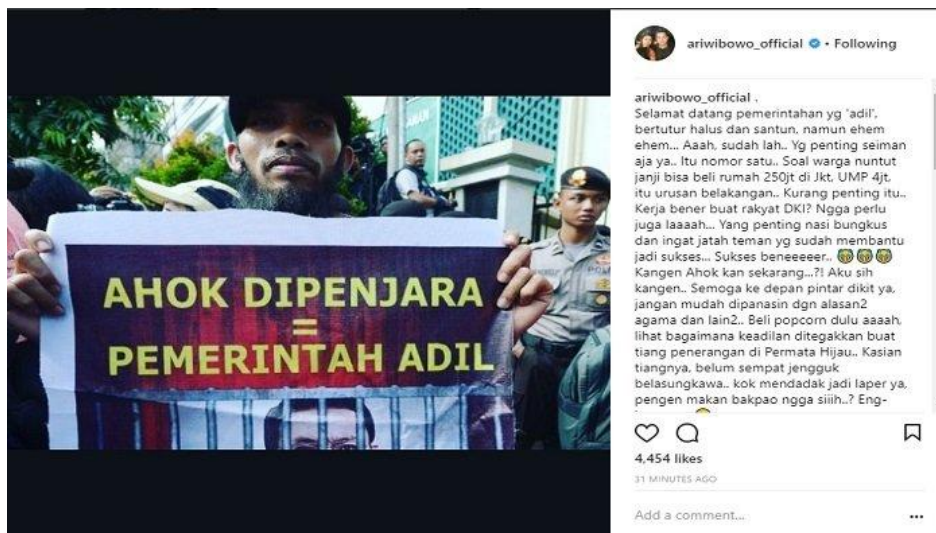 AHOK DIPENJARA
=
PEMERINTAH ADIL
ariwibowo_official • Following
ariwibowo_official .
Selamat datang pemerintahan yg 'adil',
bertutur halus dan santun, namun ehem
ehem... Aaah, sudah lah.. Yg penting seiman
aja ya.. Itu nomor satu.. Soal warga nuntut
janji bisa beli rumah 250jt di Jkt, UMP 4jt,
itu urusan belakangan.. Kurang penting itu..
Kerja bener buat rakyat DKI? Ngga perlu
juga laaaah... Yang penting nasi bungkus
dan ingat jatah teman yg sudah membantu
jadi sukses... Sukses beneeeeer..
Kangen Ahok kan sekarang...?! Aku sih
kangen.. Semoga ke depan pintar dikit ya,
jangan mudah dipanasin dgn alasan2
agama dan lain2.. Beli popcorn dulu aaaah,
lihat bagaimana keadilan ditegakkan buat
tiang penerangan di Permata Hijau.. Kasian
tiangnya, belum sempat jengguk
belasungkawa.. kok mendadak jadi laper ya,
pengen makan bakpao ngga siiih..? Eng-
4,454 likes
31 MINUTES AGO
Add a comment...